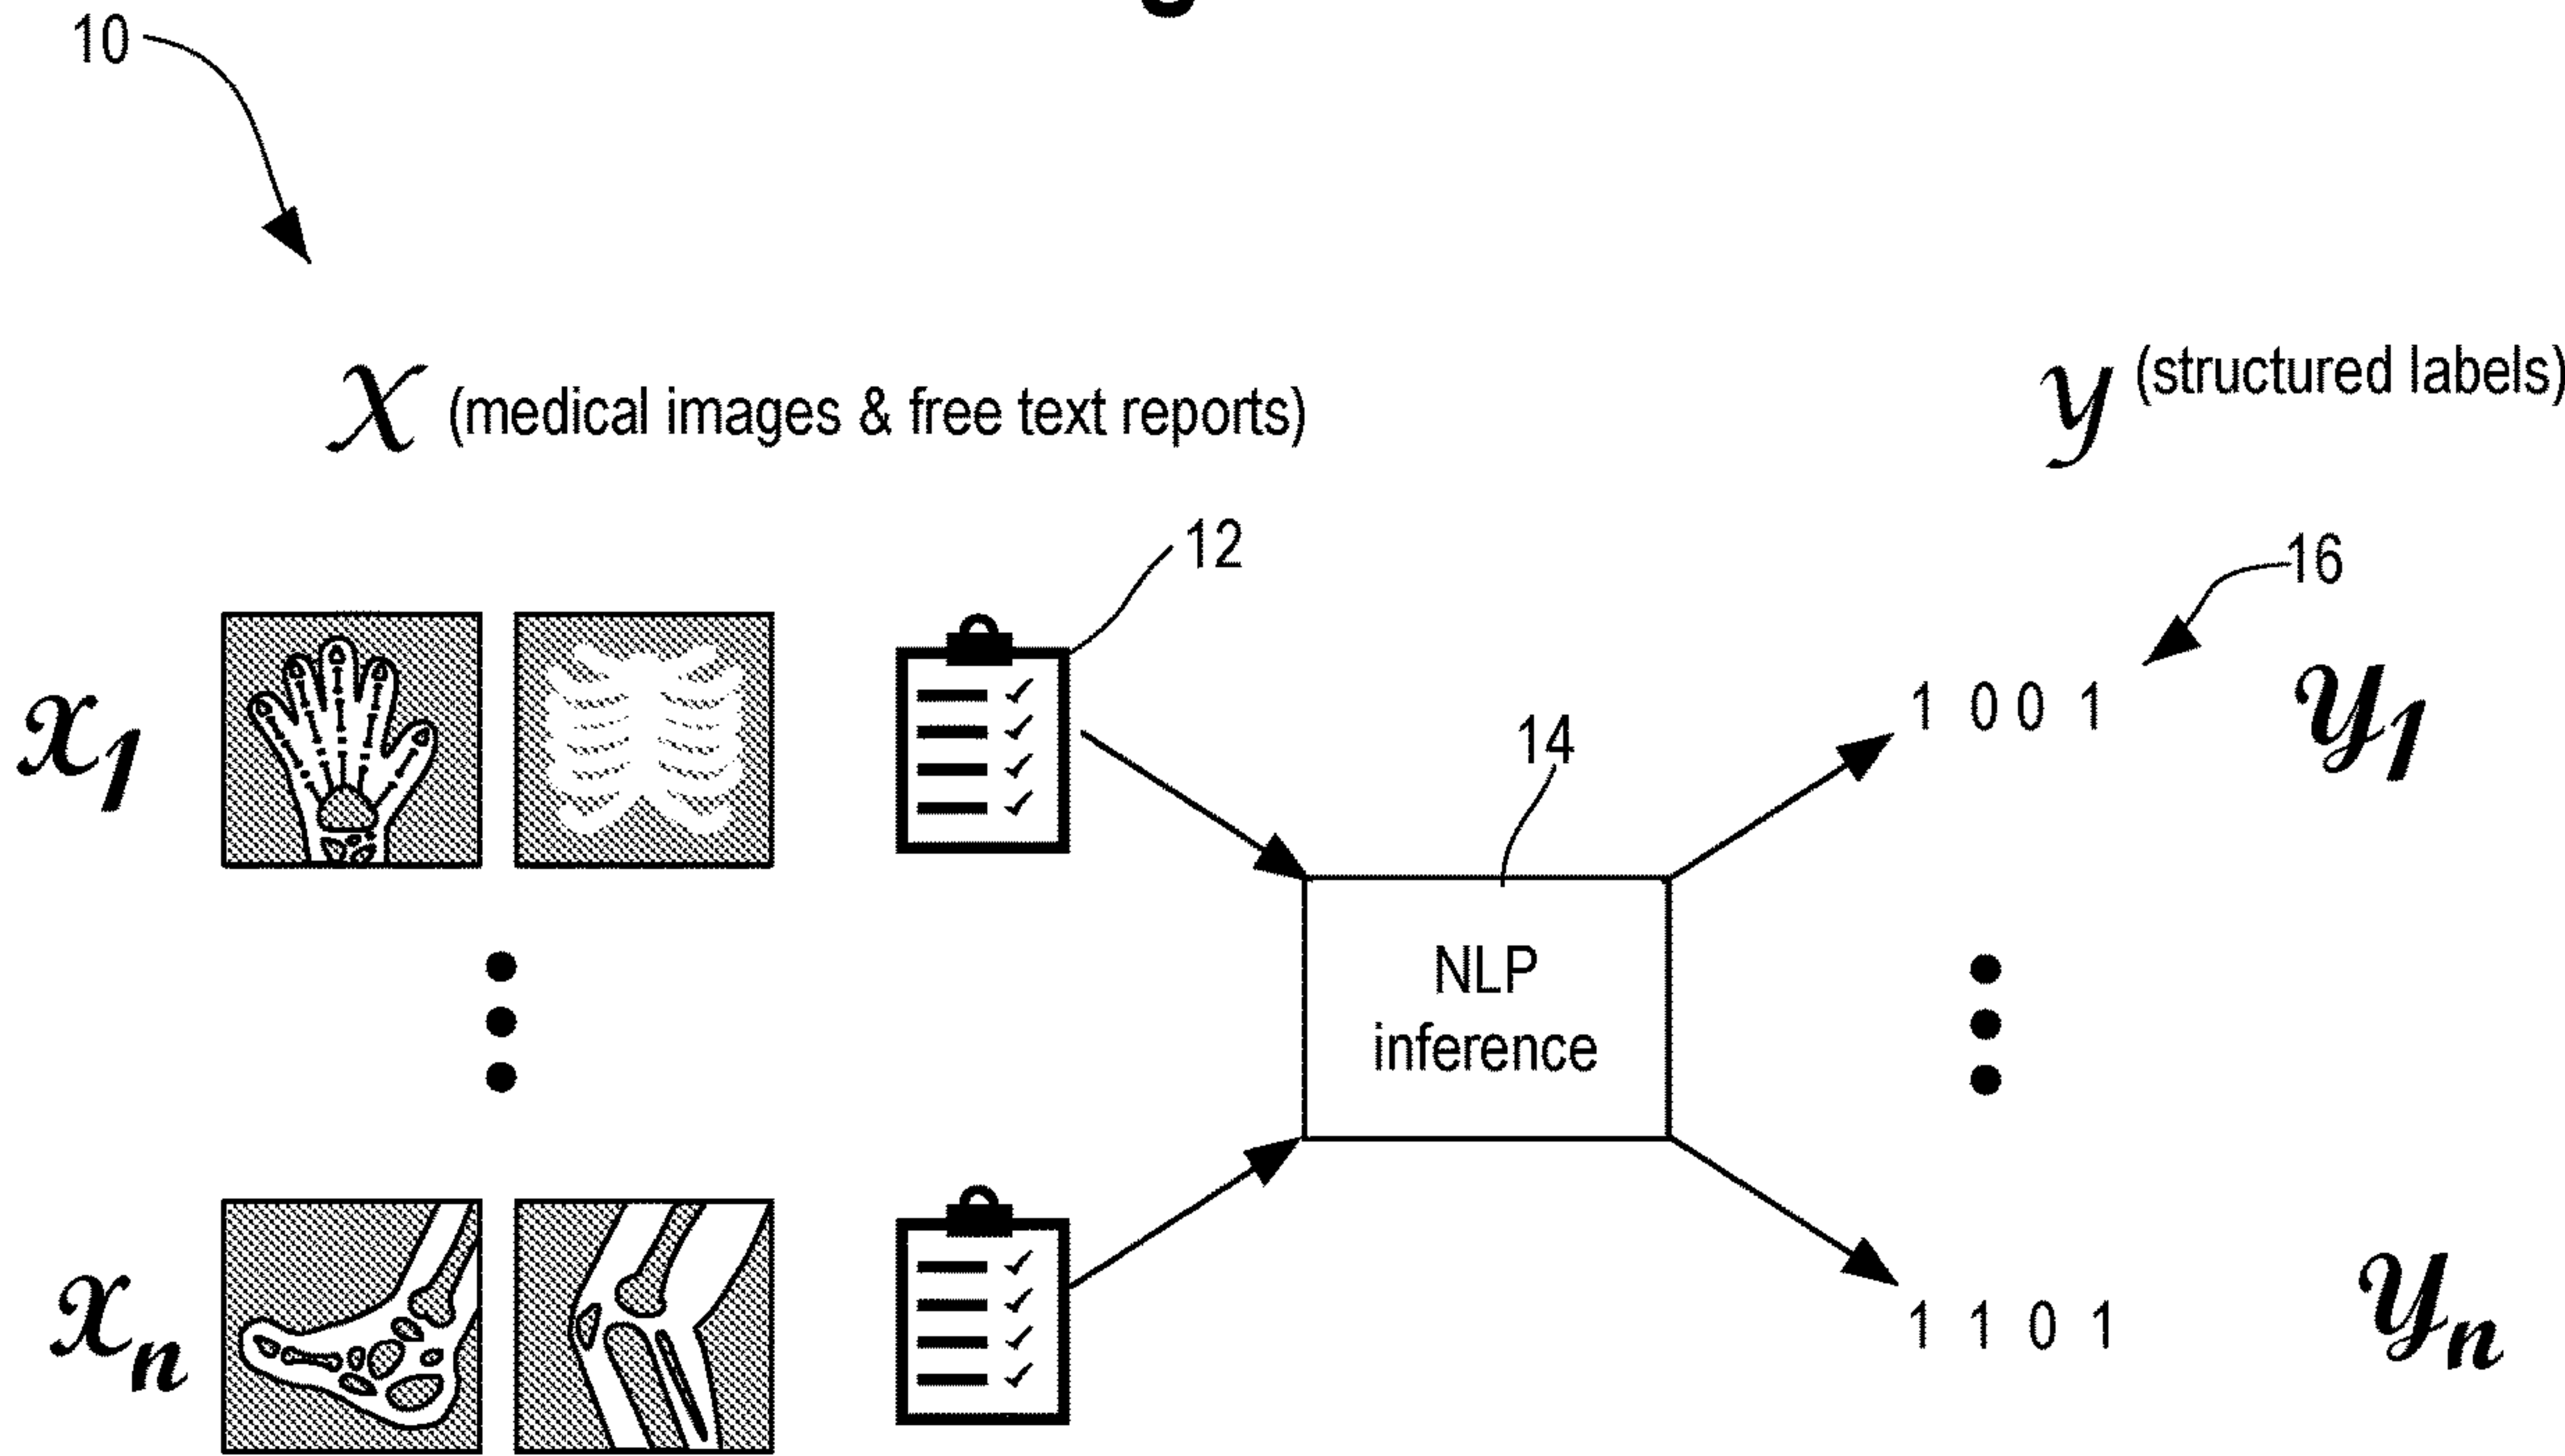 10
X (medical images & free text reports)
y (structured labels)
12
16
x1
1 0 0 1
y1
14
NLP
inference
xn
1 1 0 1
yn